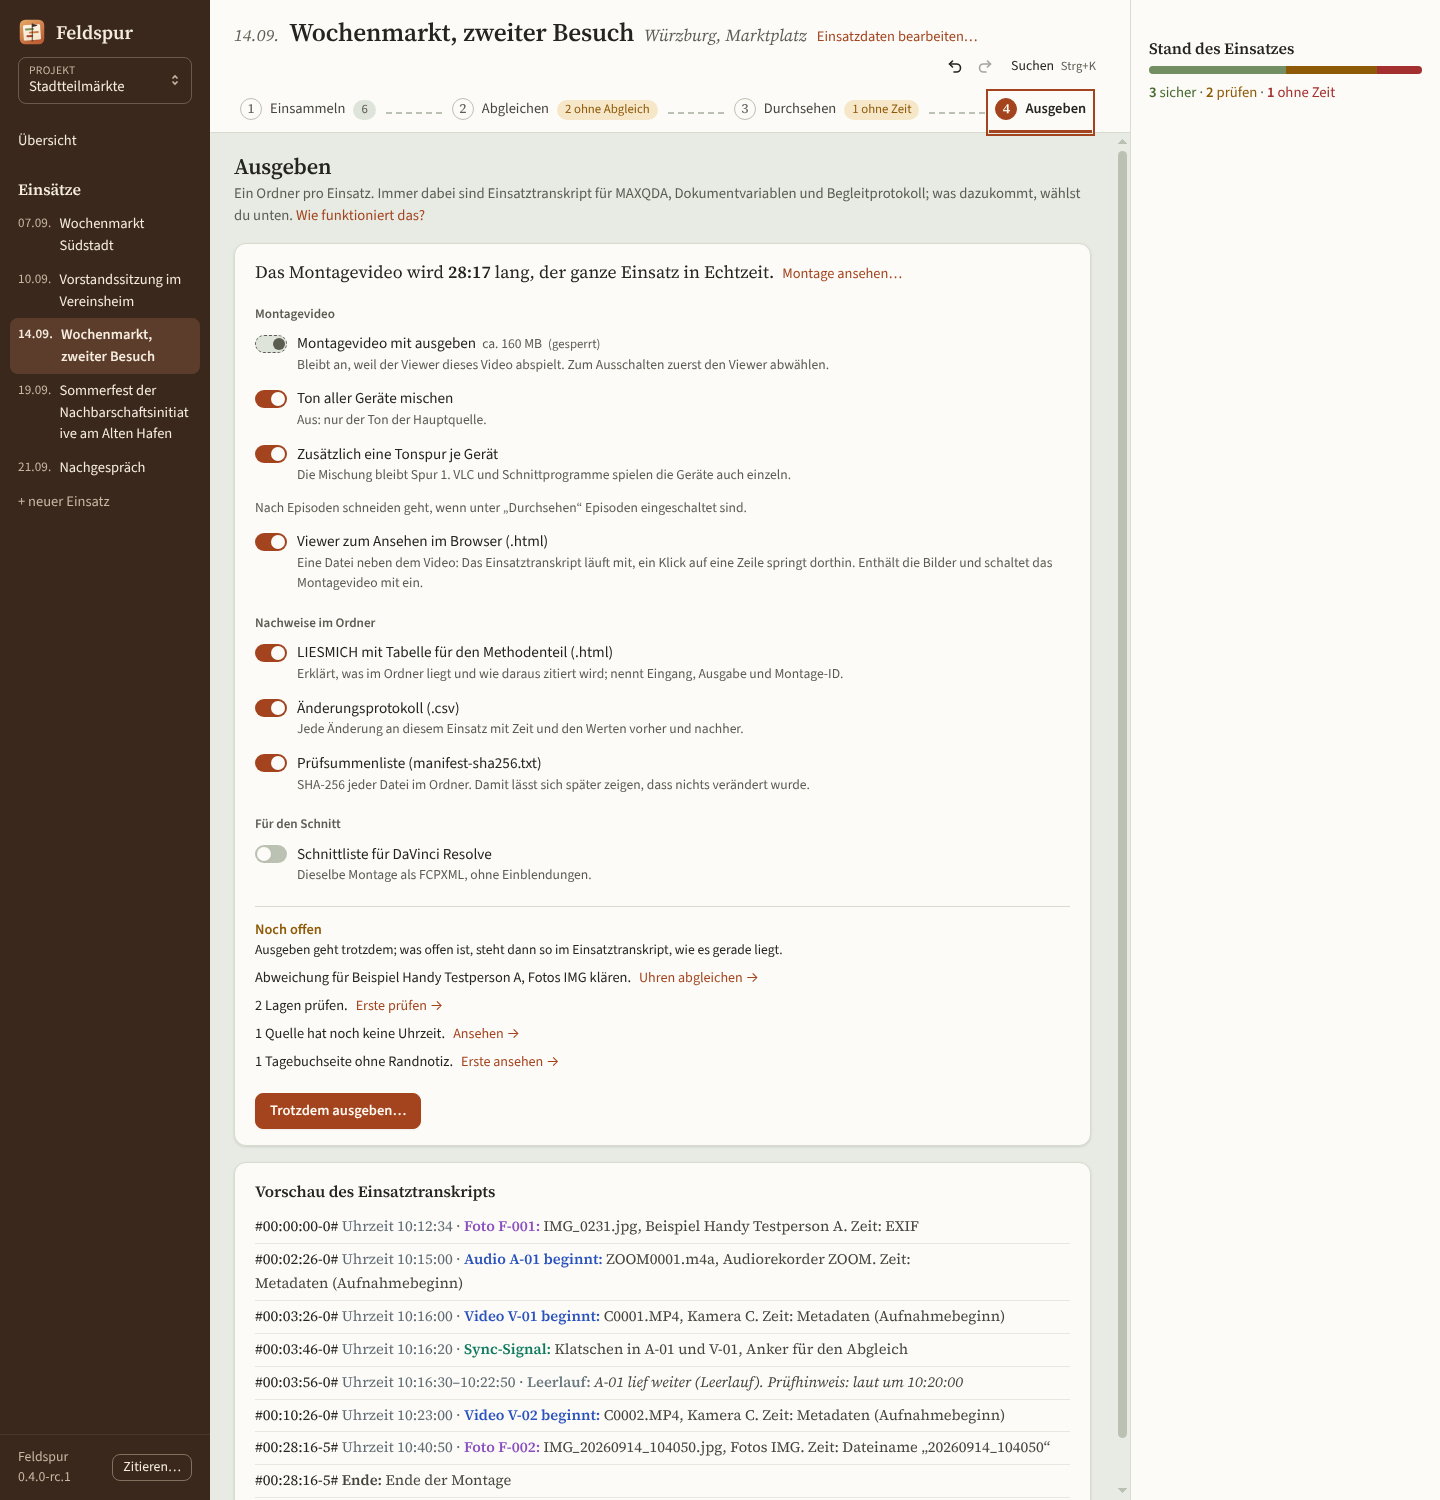 Feldspur
PROJEKT
Stadtteilmärkte
Übersicht
Einsätze
07.09. Wochenmarkt
Südstadt
10.09. Vorstandssitzung im
Vereinsheim
14.09. Wochenmarkt,
zweiter Besuch
19.09. Sommerfest der
Nachbarschaftsinitiat
ive am Alten Hafen
21.09. Nachgespräch
+ neuer Einsatz
Feldspur
0.4.0-rc.1
Zitieren…
14.09. Wochenmarkt, zweiter Besuch Würzburg, Marktplatz Einsatzdaten bearbeiten…
Suchen Strg+K
1 Einsammeln 6 2 Abgleichen 2 ohne Abgleich 3 Durchsehen 1 ohne Zeit 4 Ausgeben
Ausgeben
Ein Ordner pro Einsatz. Immer dabei sind Einsatztranskript für MAXQDA, Dokumentvariablen und Begleitprotokoll; was dazukommt, wählst
du unten. Wie funktioniert das?
Das Montagevideo wird 28:17 lang, der ganze Einsatz in Echtzeit. Montage ansehen…
Montagevideo
Montagevideo mit ausgeben ca. 160 MB (gesperrt)
Bleibt an, weil der Viewer dieses Video abspielt. Zum Ausschalten zuerst den Viewer abwählen.
Ton aller Geräte mischen
Aus: nur der Ton der Hauptquelle.
Zusätzlich eine Tonspur je Gerät
Die Mischung bleibt Spur 1. VLC und Schnittprogramme spielen die Geräte auch einzeln.
Nach Episoden schneiden geht, wenn unter „Durchsehen“ Episoden eingeschaltet sind.
Viewer zum Ansehen im Browser (.html)
Eine Datei neben dem Video: Das Einsatztranskript läuft mit, ein Klick auf eine Zeile springt dorthin. Enthält die Bilder und schaltet das
Montagevideo mit ein.
Nachweise im Ordner
LIESMICH mit Tabelle für den Methodenteil (.html)
Erklärt, was im Ordner liegt und wie daraus zitiert wird; nennt Eingang, Ausgabe und Montage-ID.
Änderungsprotokoll (.csv)
Jede Änderung an diesem Einsatz mit Zeit und den Werten vorher und nachher.
Prüfsummenliste (manifest-sha256.txt)
SHA-256 jeder Datei im Ordner. Damit lässt sich später zeigen, dass nichts verändert wurde.
Für den Schnitt
Schnittliste für DaVinci Resolve
Dieselbe Montage als FCPXML, ohne Einblendungen.
Noch offen
Ausgeben geht trotzdem; was offen ist, steht dann so im Einsatztranskript, wie es gerade liegt.
Abweichung für Beispiel Handy Testperson A, Fotos IMG klären. Uhren abgleichen →
2 Lagen prüfen. Erste prüfen →
1 Quelle hat noch keine Uhrzeit. Ansehen →
1 Tagebuchseite ohne Randnotiz. Erste ansehen →
Trotzdem ausgeben…
Vorschau des Einsatztranskripts
#00:00:00-0# Uhrzeit 10:12:34 · Foto F-001: IMG_0231.jpg, Beispiel Handy Testperson A. Zeit: EXIF
#00:02:26-0# Uhrzeit 10:15:00 · Audio A-01 beginnt: ZOOM0001.m4a, Audiorekorder ZOOM. Zeit:
Metadaten (Aufnahmebeginn)
#00:03:26-0# Uhrzeit 10:16:00 · Video V-01 beginnt: C0001.MP4, Kamera C. Zeit: Metadaten (Aufnahmebeginn)
#00:03:46-0# Uhrzeit 10:16:20 · Sync-Signal: Klatschen in A-01 und V-01, Anker für den Abgleich
#00:03:56-0# Uhrzeit 10:16:30–10:22:50 · Leerlauf: A-01 lief weiter (Leerlauf). Prüfhinweis: laut um 10:20:00
#00:10:26-0# Uhrzeit 10:23:00 · Video V-02 beginnt: C0002.MP4, Kamera C. Zeit: Metadaten (Aufnahmebeginn)
#00:28:16-5# Uhrzeit 10:40:50 · Foto F-002: IMG_20260914_104050.jpg, Fotos IMG. Zeit: Dateiname „20260914_104050“
#00:28:16-5# Ende: Ende der Montage
Stand des Einsatzes
3 sicher · 2 prüfen · 1 ohne Zeit